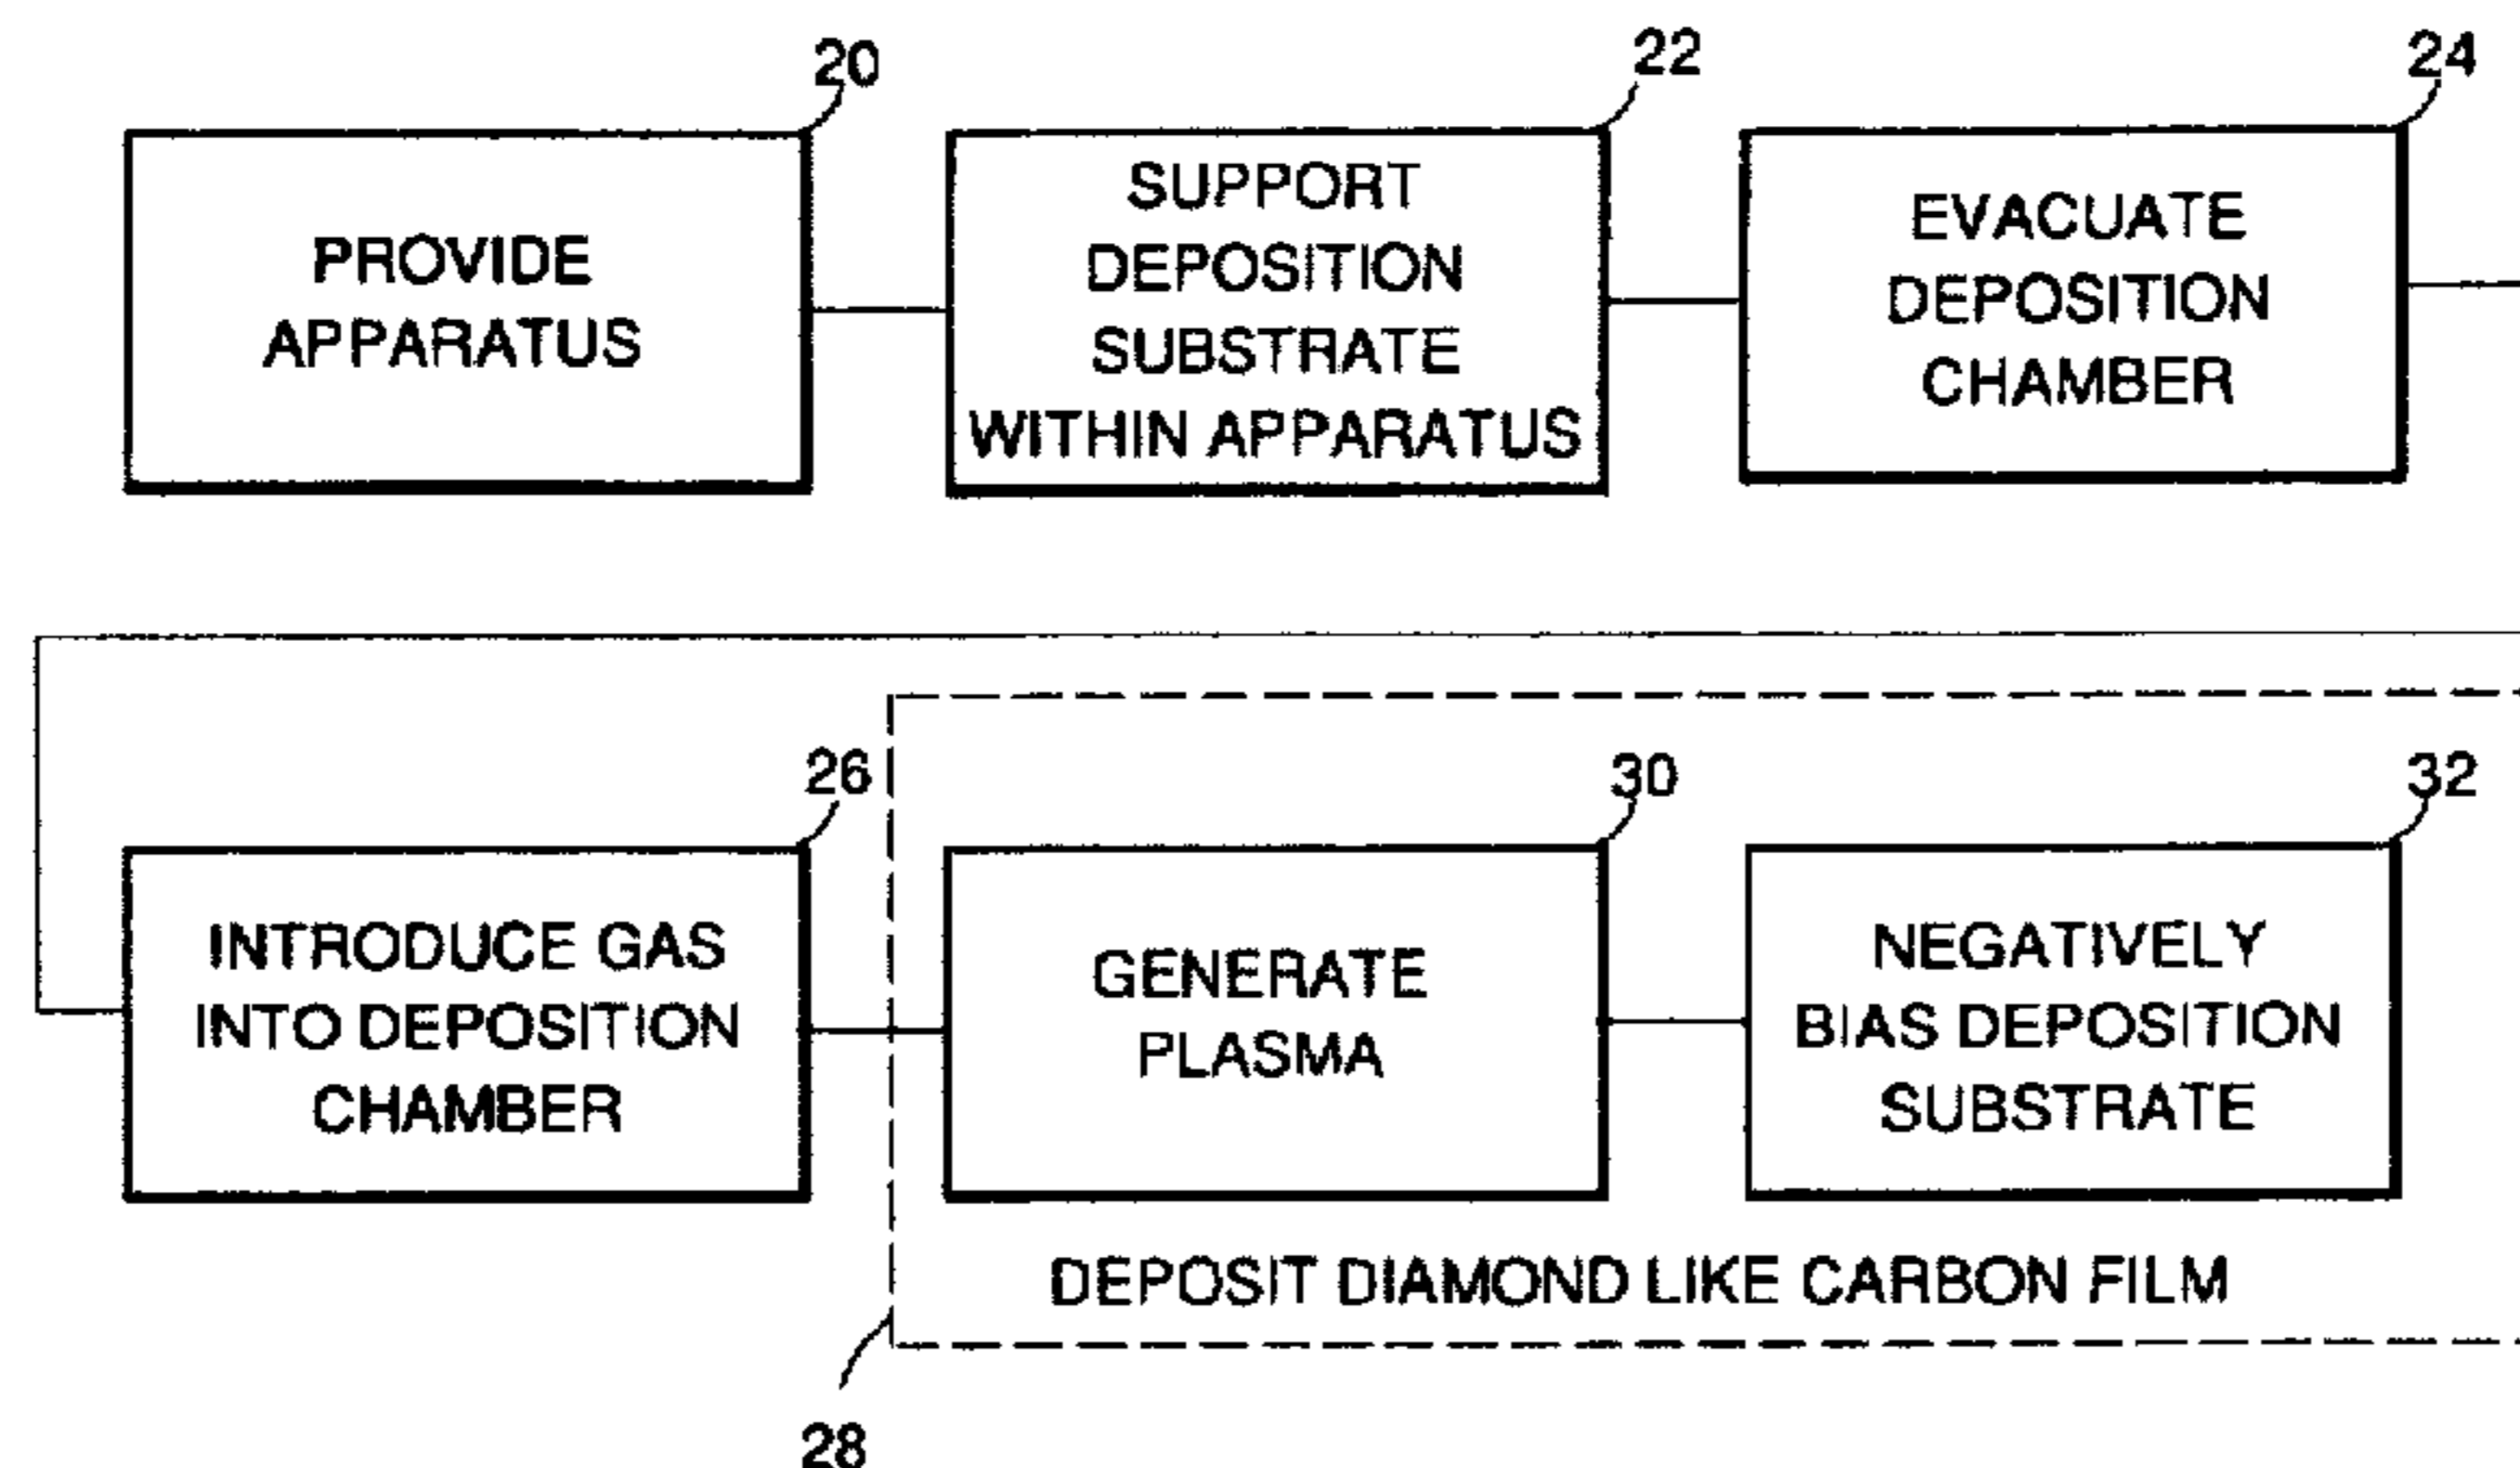 20
PROVIDE
APPARATUS
22
SUPPORT
DEPOSITION
SUBSTRATE
WITHIN APPARATUS
24
EVACUATE
DEPOSITION
CHAMBER
26
INTRODUCE GAS
INTO DEPOSITION
CHAMBER
30
GENERATE
PLASMA
32
NEGATIVELY
BIAS DEPOSITION
SUBSTRATE
DEPOSIT DIAMOND LIKE CARBON FILM
28